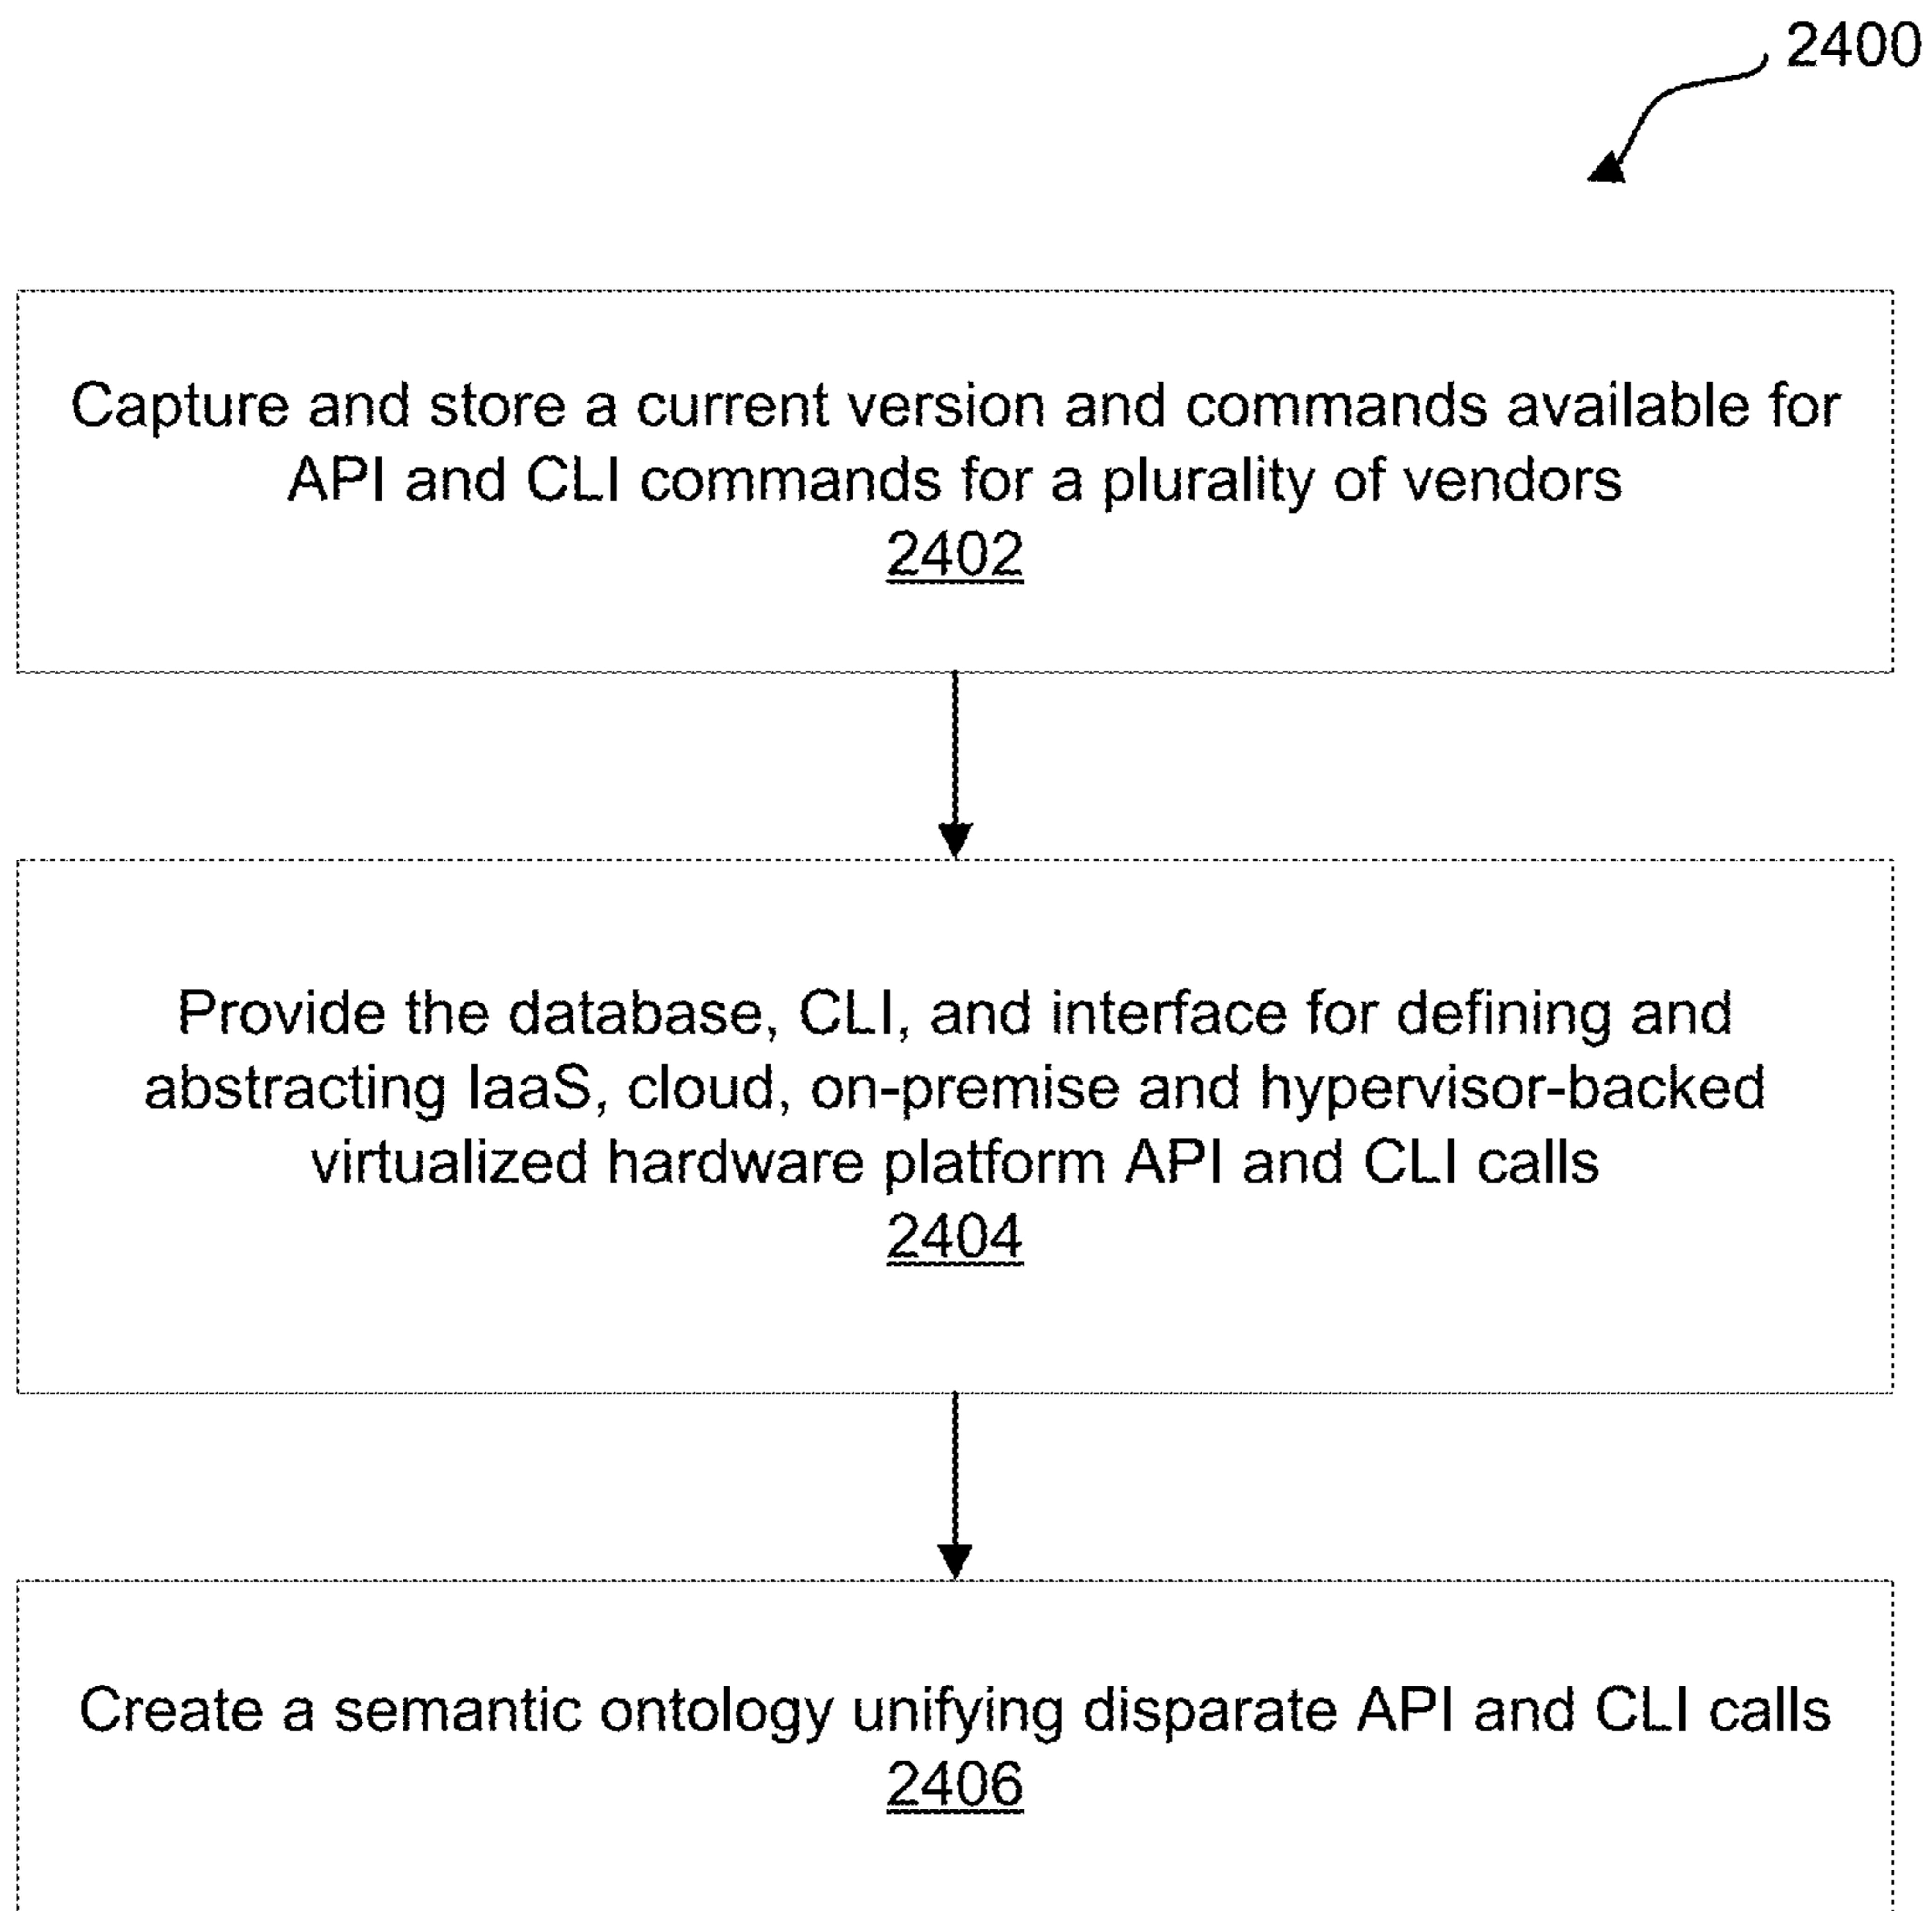 2400
Capture and store a current version and commands available for
API and CLI commands for a plurality of vendors
2402
Provide the database, CLI, and interface for defining and
abstracting IaaS, cloud, on-premise and hypervisor-backed
virtualized hardware platform API and CLI calls
2404
Create a semantic ontology unifying disparate API and CLI calls
2406